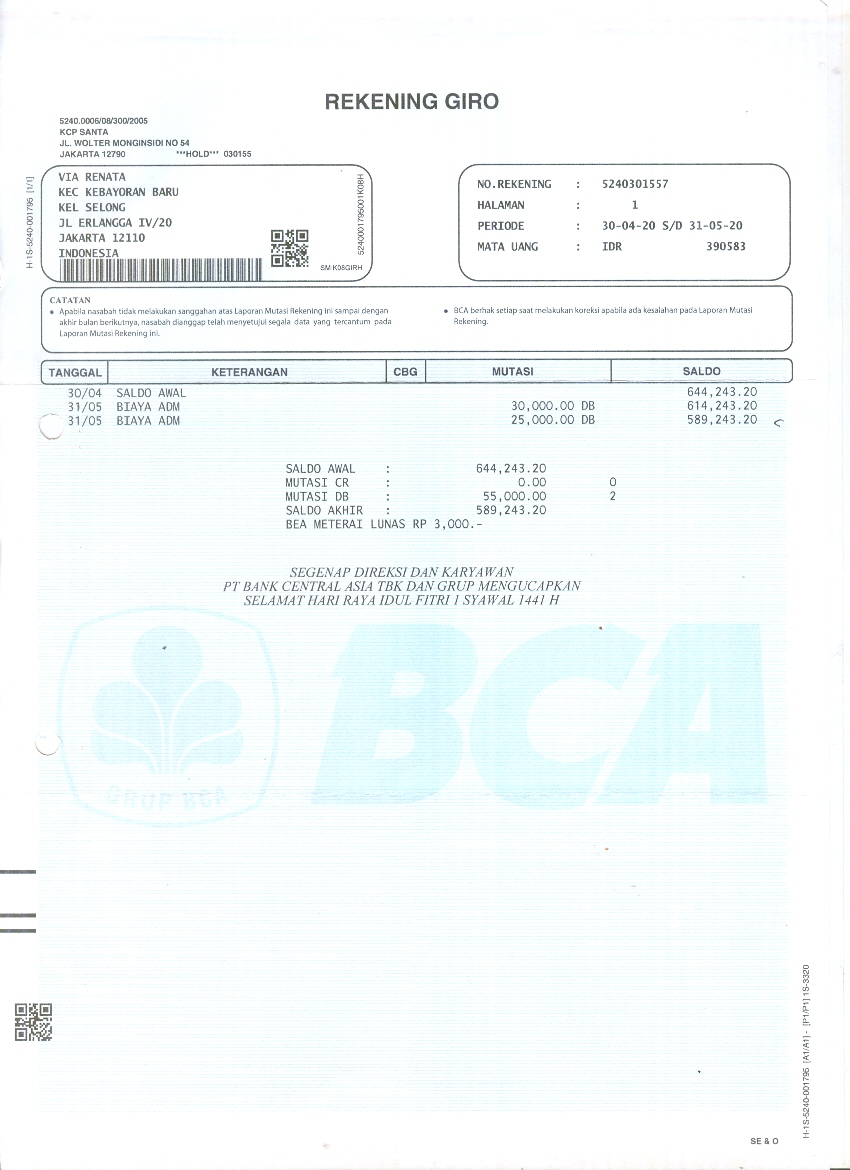 REKENING GIRO
5240.0006/08/300/2005
KCP SANTA
JL. WOLTER MONGINSIDI NO 54
JAKARTA 12790 ***HOLD*** 030155
VIA RENATA
KEC KEBAYORAN BARU
KEL SELONG
JL ERLANGGA IV/20
JAKARTA 12110
INDONESIA
SM:K08GIRH
5240001795001K08H
H-1S-5240-001795 [1/1]
NO.REKENING : 5240301557
HALAMAN : 1
PERIODE : 30-04-20 S/D 31-05-20
MATA UANG : IDR 390583
CATATAN
• Apabila nasabah tidak melakukan sanggahan atas Laporan Mutasi Rekening ini sampai dengan
akhir bulan berikutnya, nasabah dianggap telah menyetujui segala data yang tercantum pada
Laporan Mutasi Rekening ini.
• BCA berhak setiap saat melakukan koreksi apabila ada kesalahan pada Laporan Mutasi
Rekening.
TANGGAL KETERANGAN CBG MUTASI SALDO
30/04 SALDO AWAL 644,243.20
31/05 BIAYA ADM 30,000.00 DB 614,243.20
31/05 BIAYA ADM 25,000.00 DB 589,243.20
SALDO AWAL : 644,243.20
MUTASI CR : 0.00 0
MUTASI DB : 55,000.00 2
SALDO AKHIR : 589,243.20
BEA METERAI LUNAS RP 3,000.-
SEGENAP DIREKSI DAN KARYAWAN
PT BANK CENTRAL ASIA TBK DAN GRUP MENGUCAPKAN
SELAMAT HARI RAYA IDUL FITRI 1 SYAWAL 1441 H
BCA
GRUP BCA
H-1S-5240-001795 [A1/A1] - [P1/P1] 1S-3320
SE & O